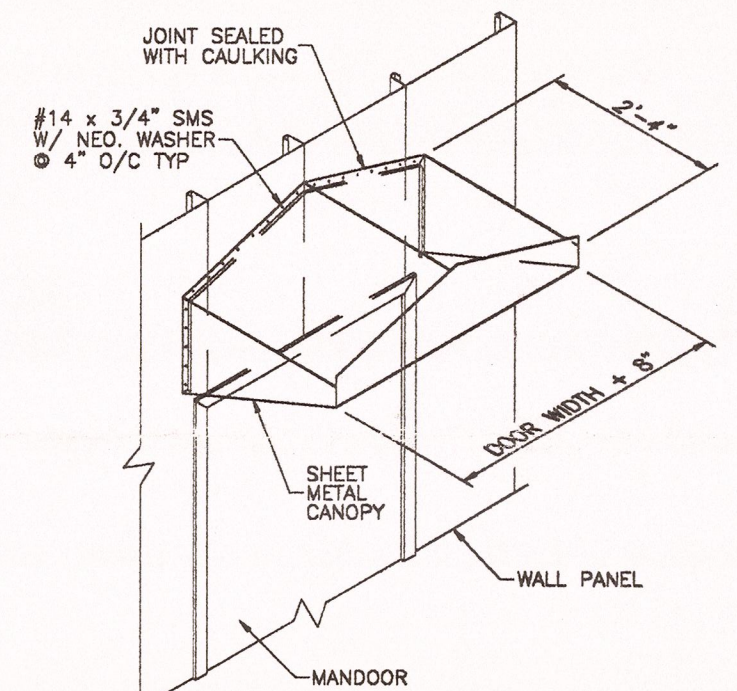 JOINT SEALED
WITH CAULKING
#14 x 3/4" SMS
W/ NEO. WASHER
@ 4" O/C TYP
2'-4"
DOOR WIDTH + 8"
SHEET
METAL
CANOPY
WALL PANEL
MANDOOR